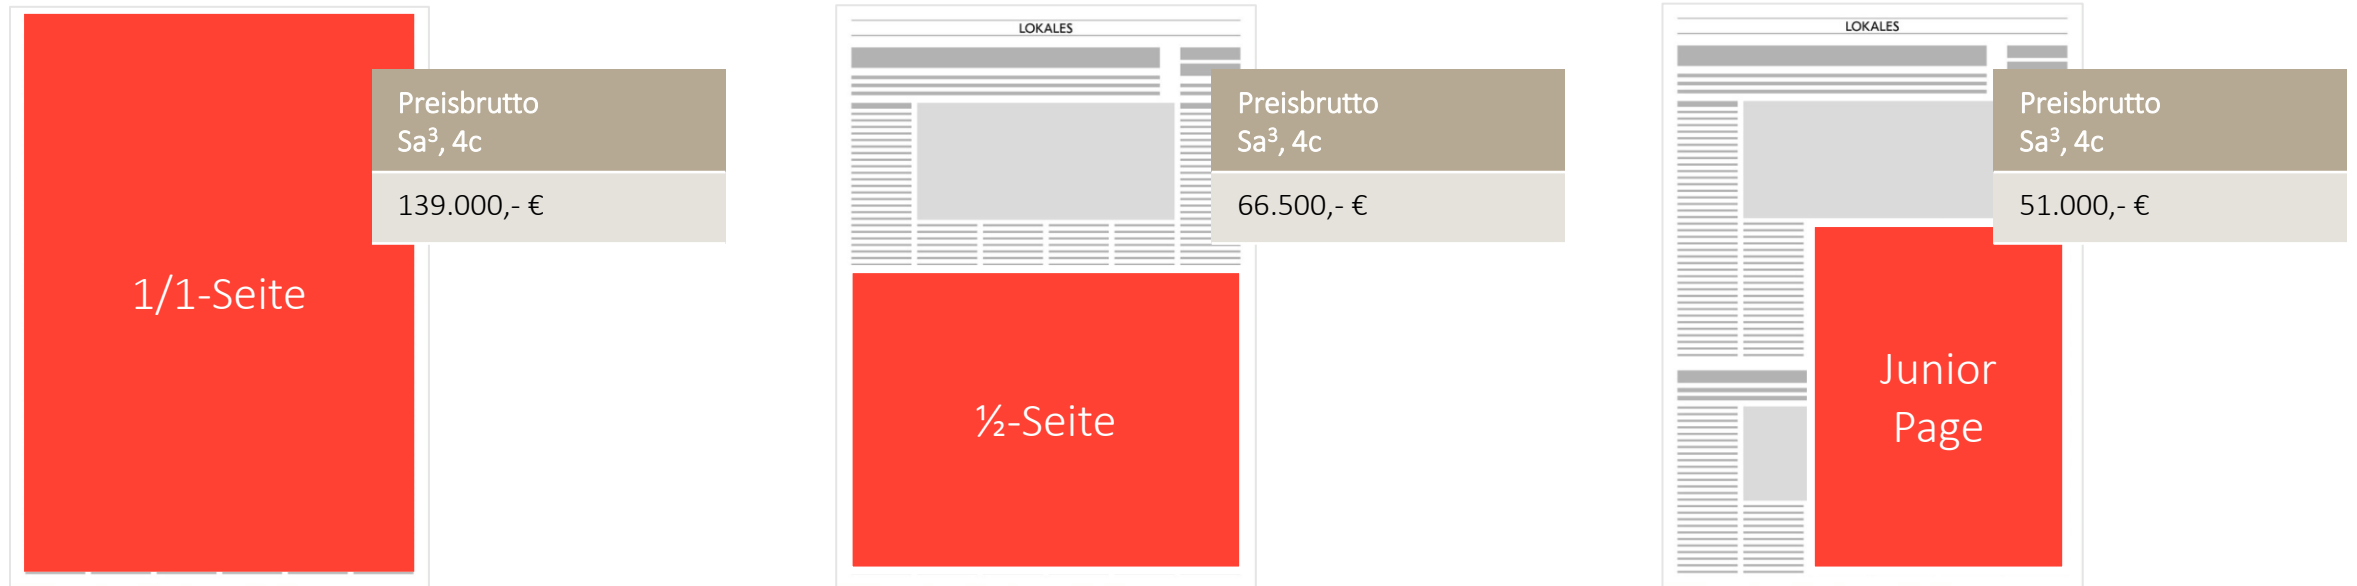 Preisbrutto
Sa³, 4c
139.000,- €
1/1-Seite
LOKALES
Preisbrutto
Sa³, 4c
66.500,- €
½-Seite
LOKALES
Preisbrutto
Sa³, 4c
51.000,- €
Junior
Page